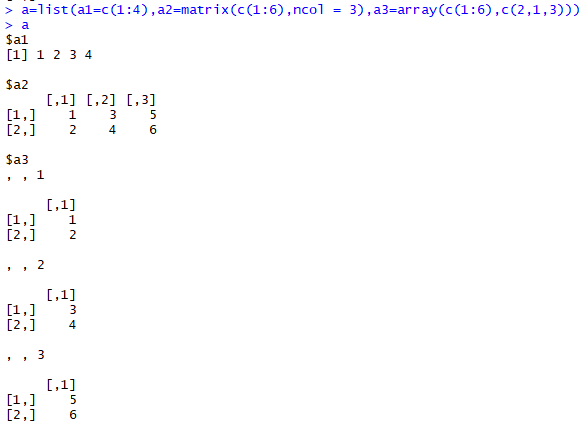 > a=list(a1=c(1:4),a2=matrix(c(1:6),ncol = 3),a3=array(c(1:6),c(2,1,3)))
> a
$a1
[1] 1 2 3 4
$a2
     [,1] [,2] [,3]
[1,]    1    3    5
[2,]    2    4    6
$a3
, , 1
     [,1]
[1,]    1
[2,]    2
, , 2
     [,1]
[1,]    3
[2,]    4
, , 3
     [,1]
[1,]    5
[2,]    6